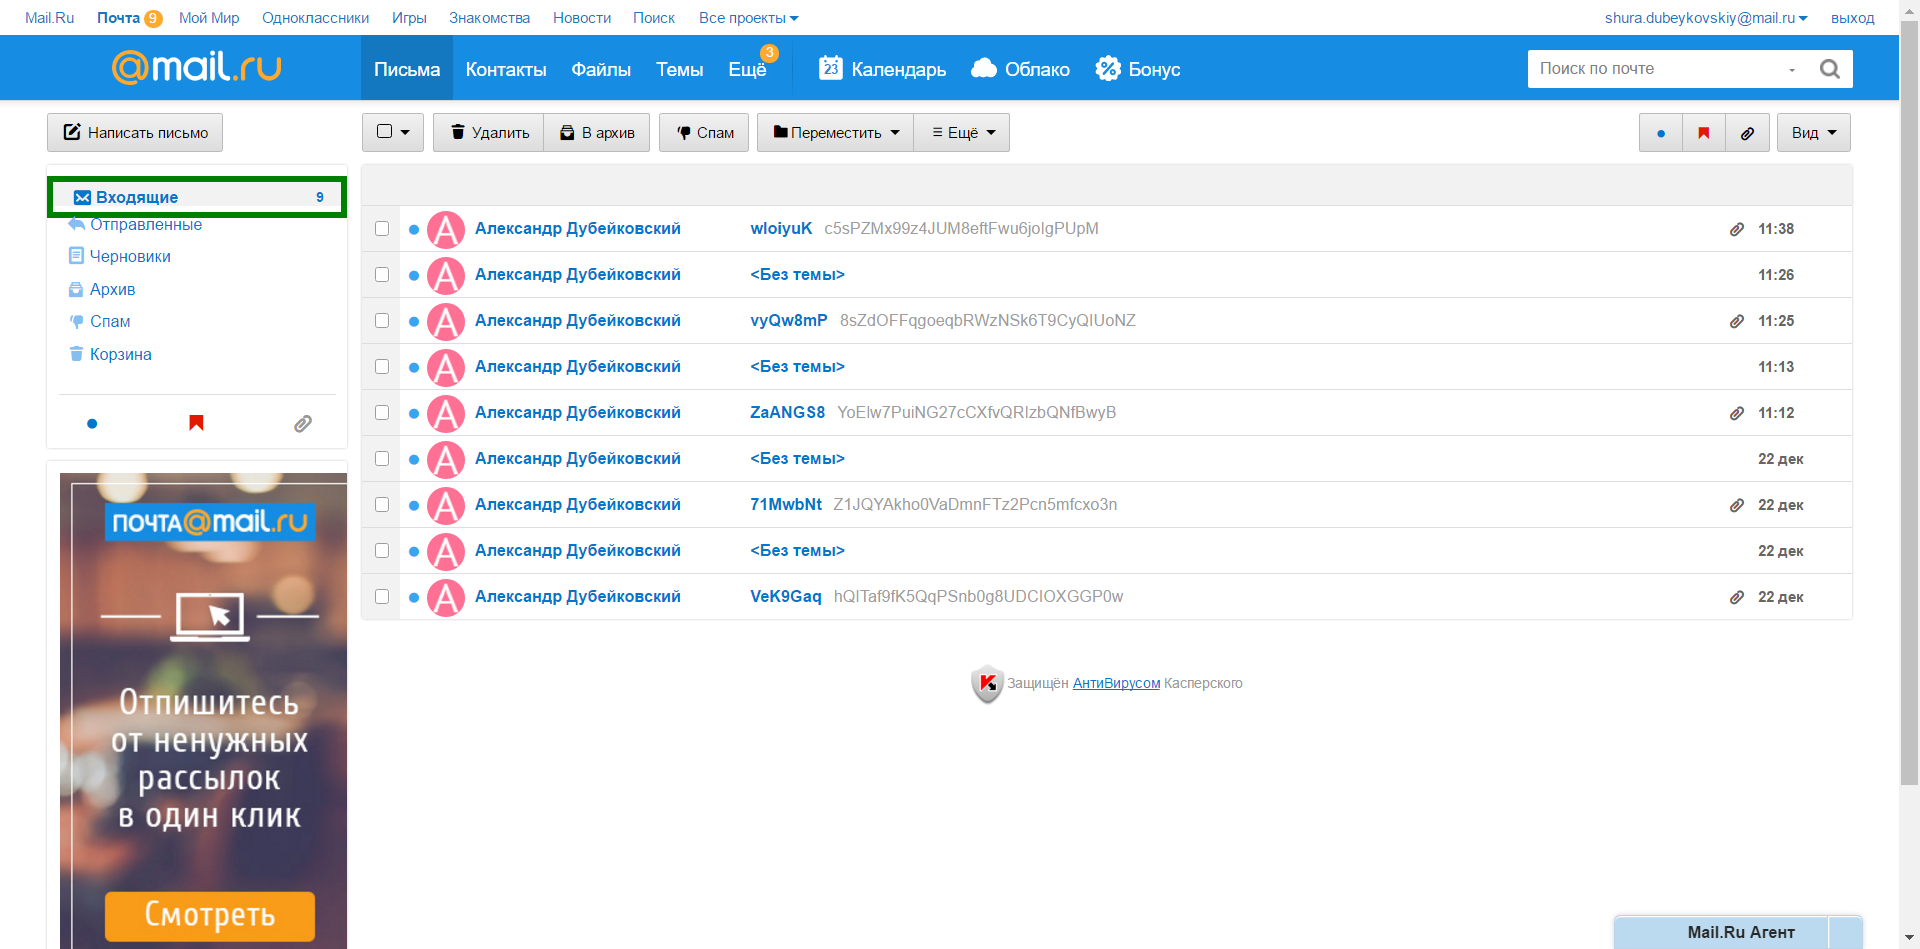 Mail.Ru Почта 9 Мой Мир Одноклассники Игры Знакомства Новости Поиск Все проекты shura.dubeykovskiy@mail.ru выход
@mail.ru Письма Контакты Файлы Темы Ещё 3 23 Календарь Облако Бонус Поиск по почте
Написать письмо Удалить В архив Спам Переместить Ещё Вид
Входящие 9
Отправленные
Черновики
Архив
Спам
Корзина
Александр Дубейковский wloiyuK c5sPZMx99z4JUM8eftFwu6jolgPUpM 11:38
Александр Дубейковский <Без темы> 11:26
Александр Дубейковский vyQw8mP 8sZdOFFqgoeqbRWzNSk6T9CyQIUoNZ 11:25
Александр Дубейковский <Без темы> 11:13
Александр Дубейковский ZaANGS8 YoElw7PuiNG27cCXfvQRIzbQNfBwyB 11:12
Александр Дубейковский <Без темы> 22 дек
Александр Дубейковский 71MwbNt Z1JQYAkho0VaDmnFTz2Pcn5mfcxo3n 22 дек
Александр Дубейковский <Без темы> 22 дек
Александр Дубейковский VeK9Gaq hQITaf9fK5QqPSnb0g8UDCIOXGGP0w 22 дек
Защищён АнтиВирусом Касперского
почта@mail.ru
Отпишитесь
от ненужных
рассылок
в один клик
Смотреть
Mail.Ru Агент